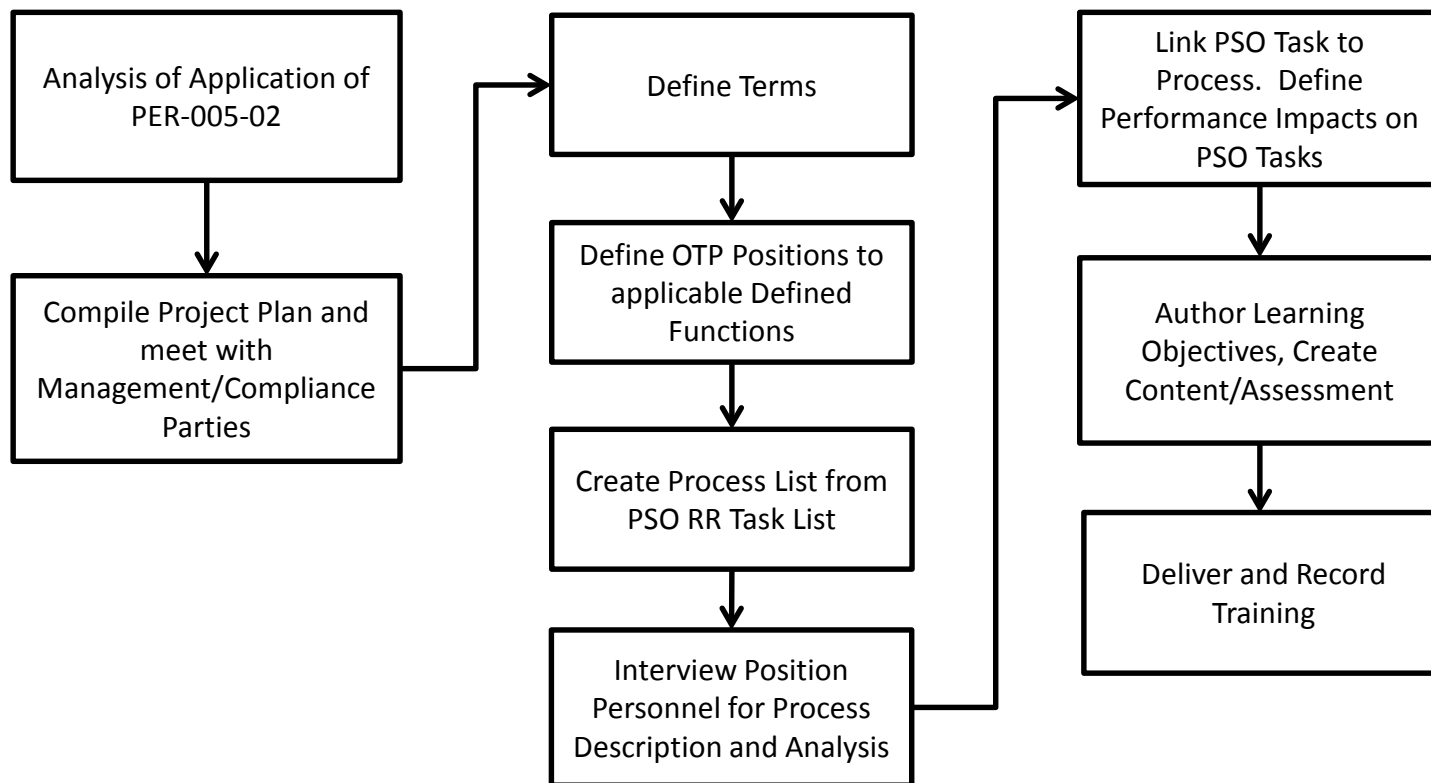 Analysis of Application of
PER-005-02
Compile Project Plan and
meet with
Management/Compliance
Parties
Define Terms
Define OTP Positions to
applicable Defined
Functions
Create Process List from
PSO RR Task List
Interview Position
Personnel for Process
Description and Analysis
Link PSO Task to
Process.  Define
Performance Impacts on
PSO Tasks
Author Learning
Objectives, Create
Content/Assessment
Deliver and Record
Training